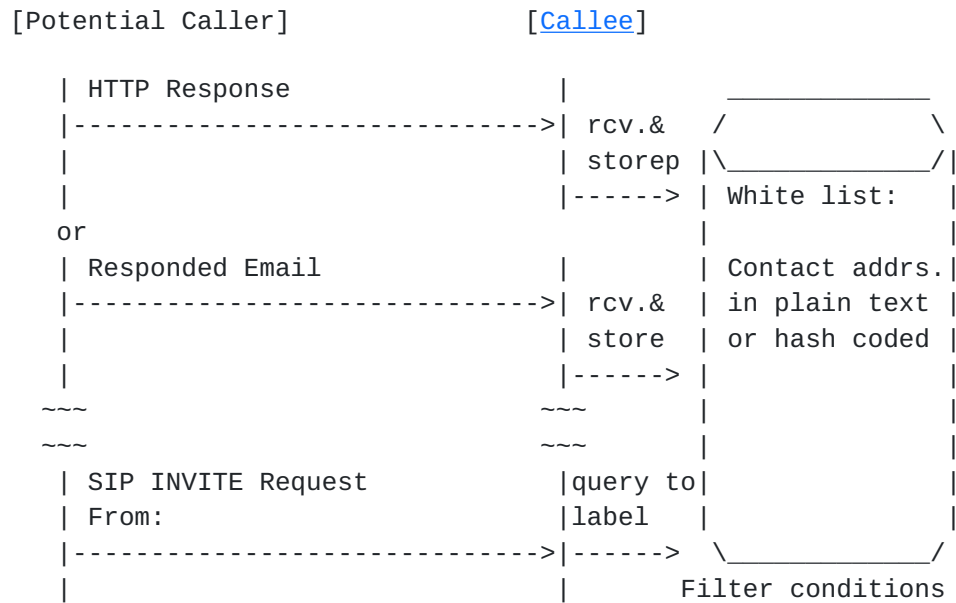 [Potential Caller]                [Callee]
| HTTP Response                 |          _____________
|------------------------------>| rcv.&   /             \
|                               | storep |\_____________/|
|                               |------> | White list:   |
or                                       |               |
| Responded Email               |        | Contact addrs.|
|------------------------------>| rcv.&  | in plain text |
|                               | store  | or hash coded |
|                               |------> |               |
~~~                             ~~~       |               |
~~~                             ~~~       |               |
| SIP INVITE Request            |query to|               |
| From:                         |label   |               |
|------------------------------>|------>  \_____________/
|                               |       Filter conditions